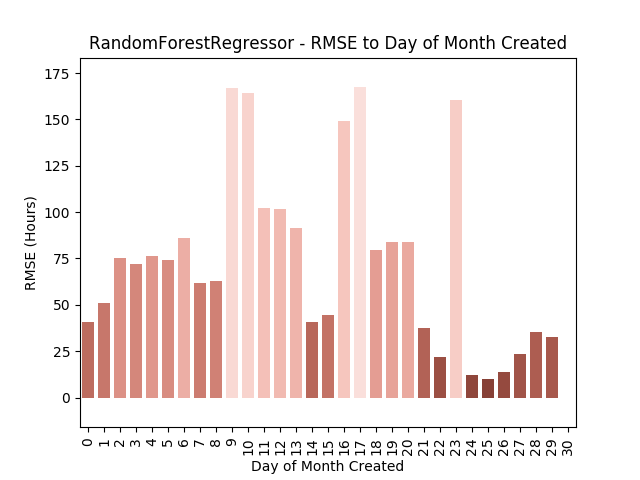 RandomForestRegressor - RMSE to Day of Month Created
175
150
125
100
75
50
25
0
RMSE (Hours)
0 1 2 3 4 5 6 7 8 9 10 11 12 13 14 15 16 17 18 19 20 21 22 23 24 25 26 27 28 29 30
Day of Month Created